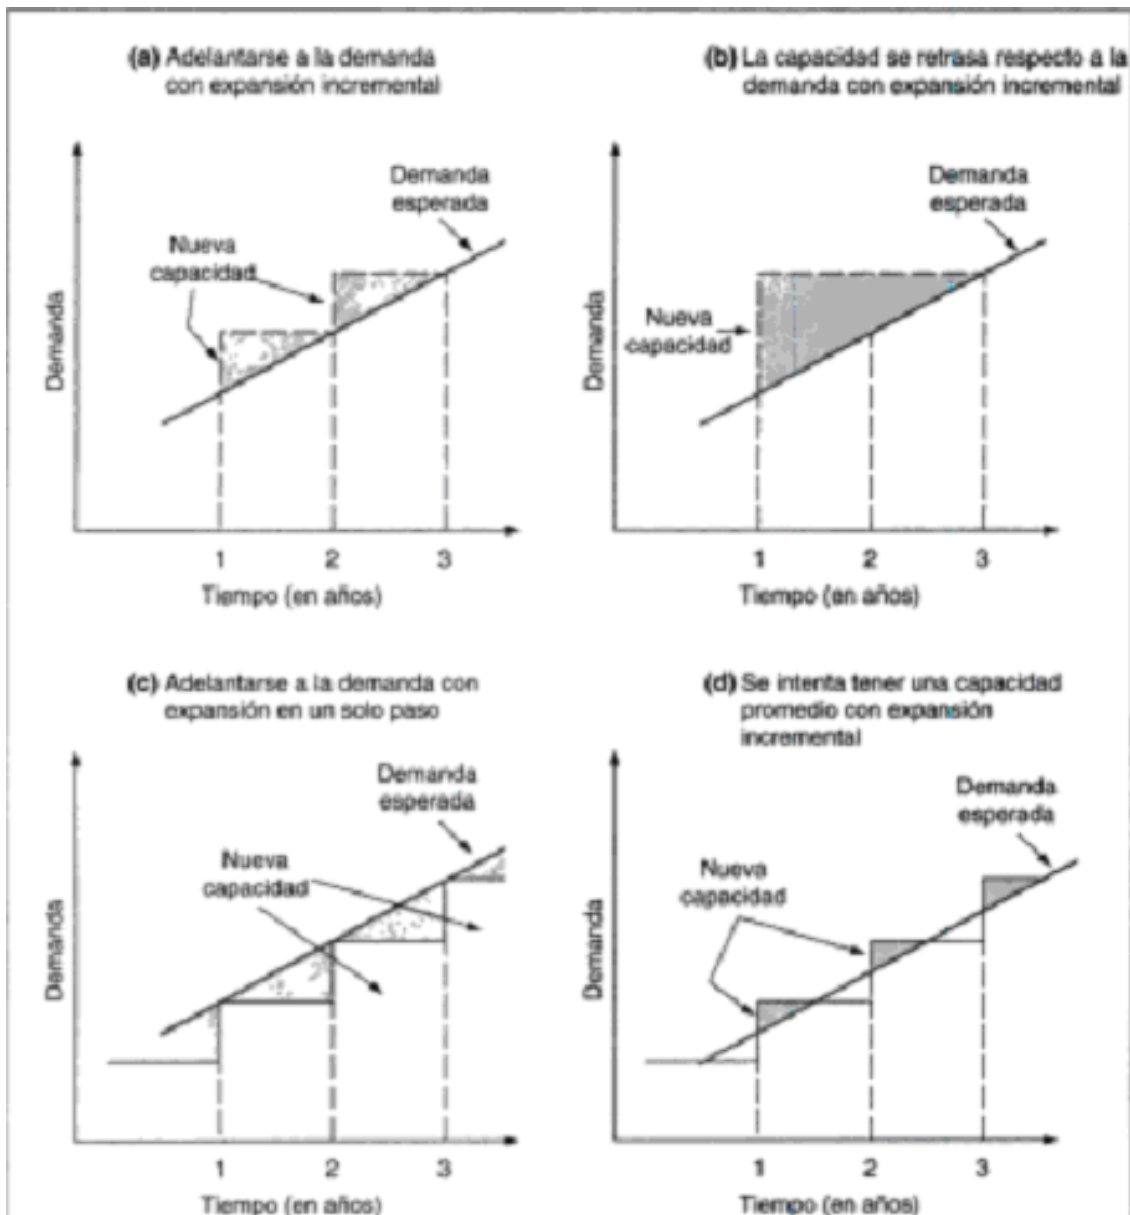 (a) Adelantarse a la demanda
con expansión incremental
Demanda
esperada
Nueva
capacidad
Demanda
1 2 3
Tiempo (en años)
(b) La capacidad se retrasa respecto a la
demanda con expansión incremental
Demanda
esperada
Nueva
capacidad
Demanda
1 2 3
Tiempo (en años)
(c) Adelantarse a la demanda con
expansión en un solo paso
Demanda
esperada
Nueva
capacidad
Demanda
1 2 3
Tiempo (en años)
(d) Se intenta tener una capacidad
promedio con expansión
incremental
Demanda
esperada
Nueva
capacidad
Demanda
1 2 3
Tiempo (en años)